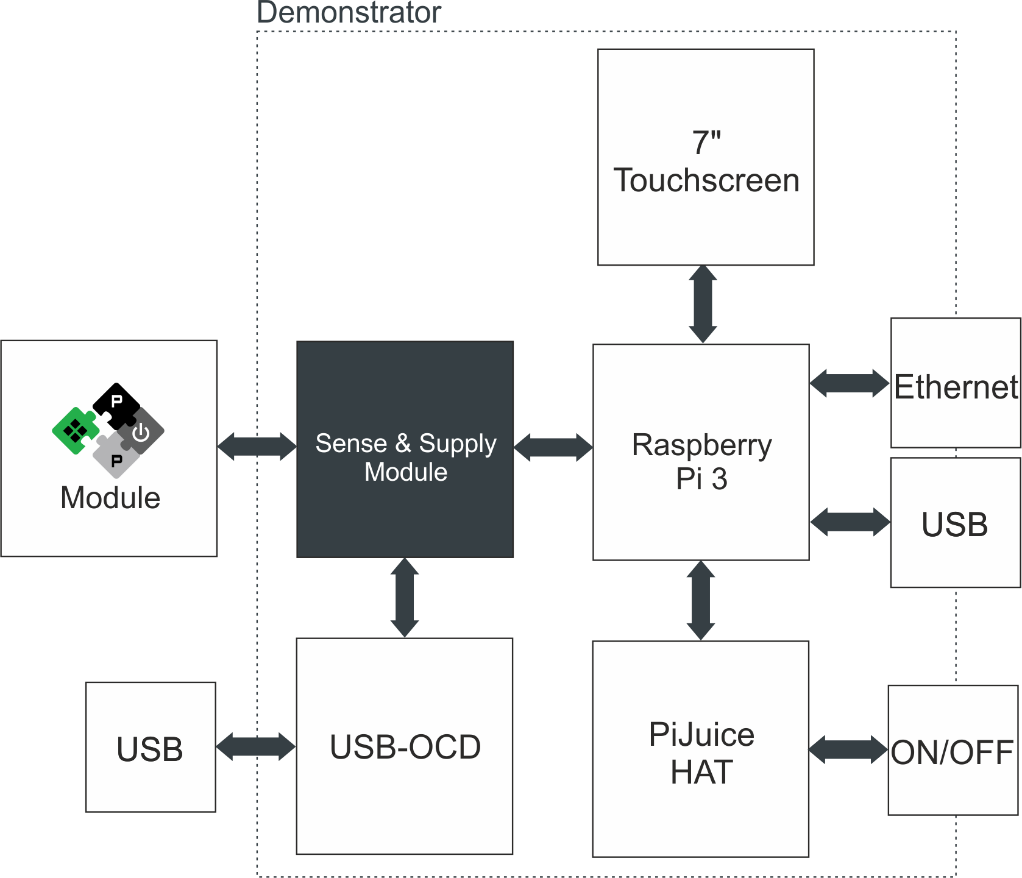 Demonstrator
7"
Touchscreen
Ethernet
P
P
Module
Sense & Supply
Module
Raspberry
Pi 3
USB
USB
USB-OCD
PiJuice
HAT
ON/OFF